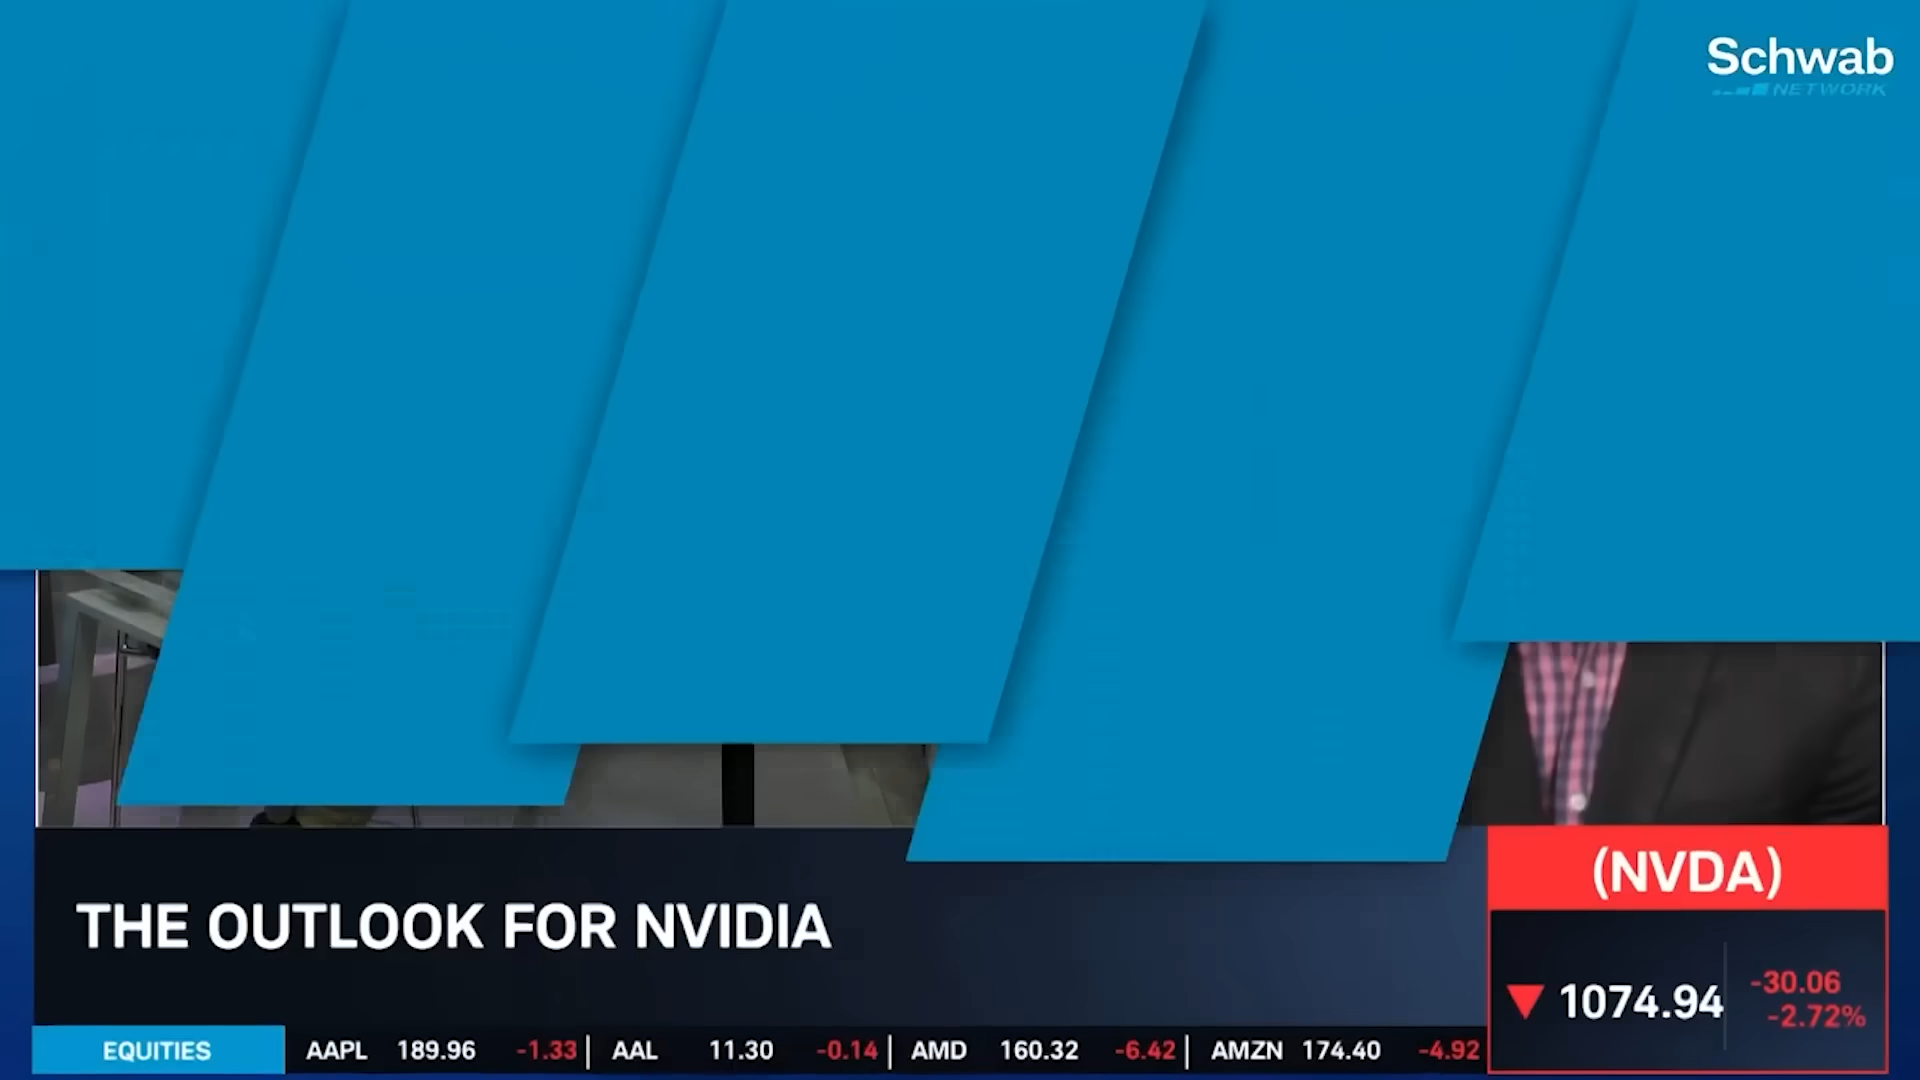 Schwab
NETWORK
(NVDA)
THE OUTLOOK FOR NVIDIA
1074.94
-30.06
-2.72%
EQUITIES AAPL 189.96 -1.33 AAL 11.30 -0.14 AMD 160.32 -6.42 AMZN 174.40 -4.92